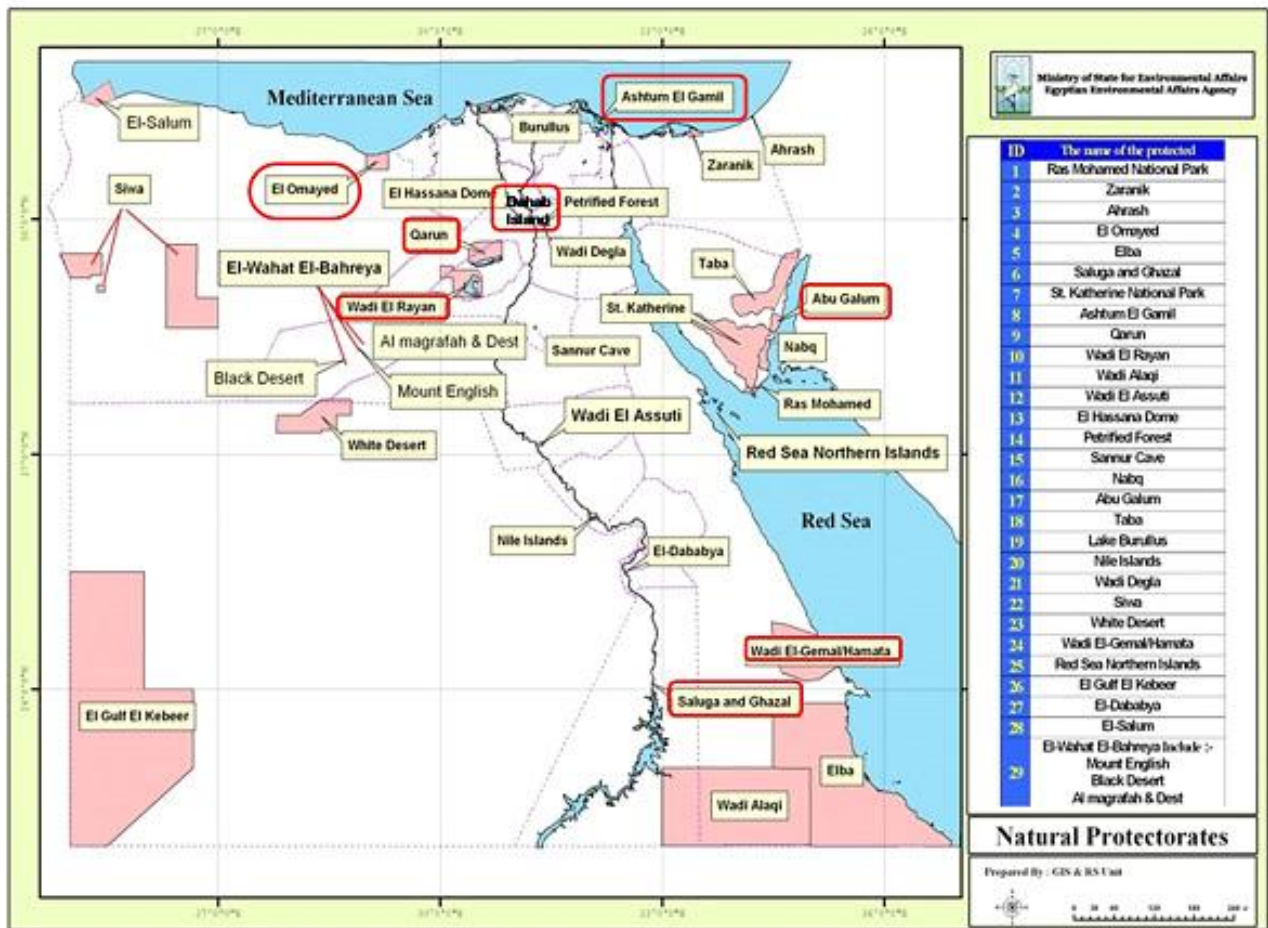 Mediterranean Sea
Ashtum El Gamil
El-Salum
Burullus
Zaranik
Ahrash
Siwa
El Omayed
El Hassana Dome
Dahab
Island
Petrified Forest
Qarun
Wadi Degla
El-Wahat El-Bahreya
Taba
Wadi El Rayan
St. Katherine
Abu Galum
Al magrafah & Dest
Sannur Cave
Nabq
Black Desert
Mount English
Ras Mohamed
White Desert
Wadi El Assuti
Red Sea Northern Islands
Red Sea
Nile Islands
El-Dababya
Wadi El-Gemal/Hamata
Saluga and Ghazal
El Gulf El Kebeer
Elba
Wadi Alaqi
Ministry of State for Environmental Affairs
Egyptian Environmental Affairs Agency
ID The name of the protected
1 Ras Mohamed National Park
2 Zaranik
3 Ahrash
4 El Omayed
5 Elba
6 Saluga and Ghazal
7 St. Katherine National Park
8 Ashtum El Gamil
9 Qarun
10 Wadi El Rayan
11 Wadi Alaqi
12 Wadi El Assuti
13 El Hassana Dome
14 Petrified Forest
15 Sannur Cave
16 Nabq
17 Abu Galum
18 Taba
19 Lake Burullus
20 Nile Islands
21 Wadi Degla
22 Siwa
23 White Desert
24 Wadi El-Gemal/Hamata
25 Red Sea Northern Islands
26 El Gulf El Kebeer
27 El-Dababya
28 El-Salum
29 El-Wahat El-Bahreya Include :-
Mount English
Black Desert
Al magrafah & Dest
Natural Protectorates
Prepared By : GIS & RS Unit